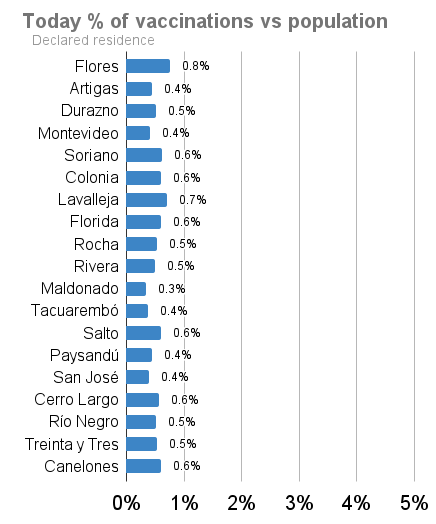 Today % of vaccinations vs population
Declared residence
Flores 0.8%
Artigas 0.4%
Durazno 0.5%
Montevideo 0.4%
Soriano 0.6%
Colonia 0.6%
Lavalleja 0.7%
Florida 0.6%
Rocha 0.5%
Rivera 0.5%
Maldonado 0.3%
Tacuarembó 0.4%
Salto 0.6%
Paysandú 0.4%
San José 0.4%
Cerro Largo 0.6%
Río Negro 0.5%
Treinta y Tres 0.5%
Canelones 0.6%
0% 1% 2% 3% 4% 5%